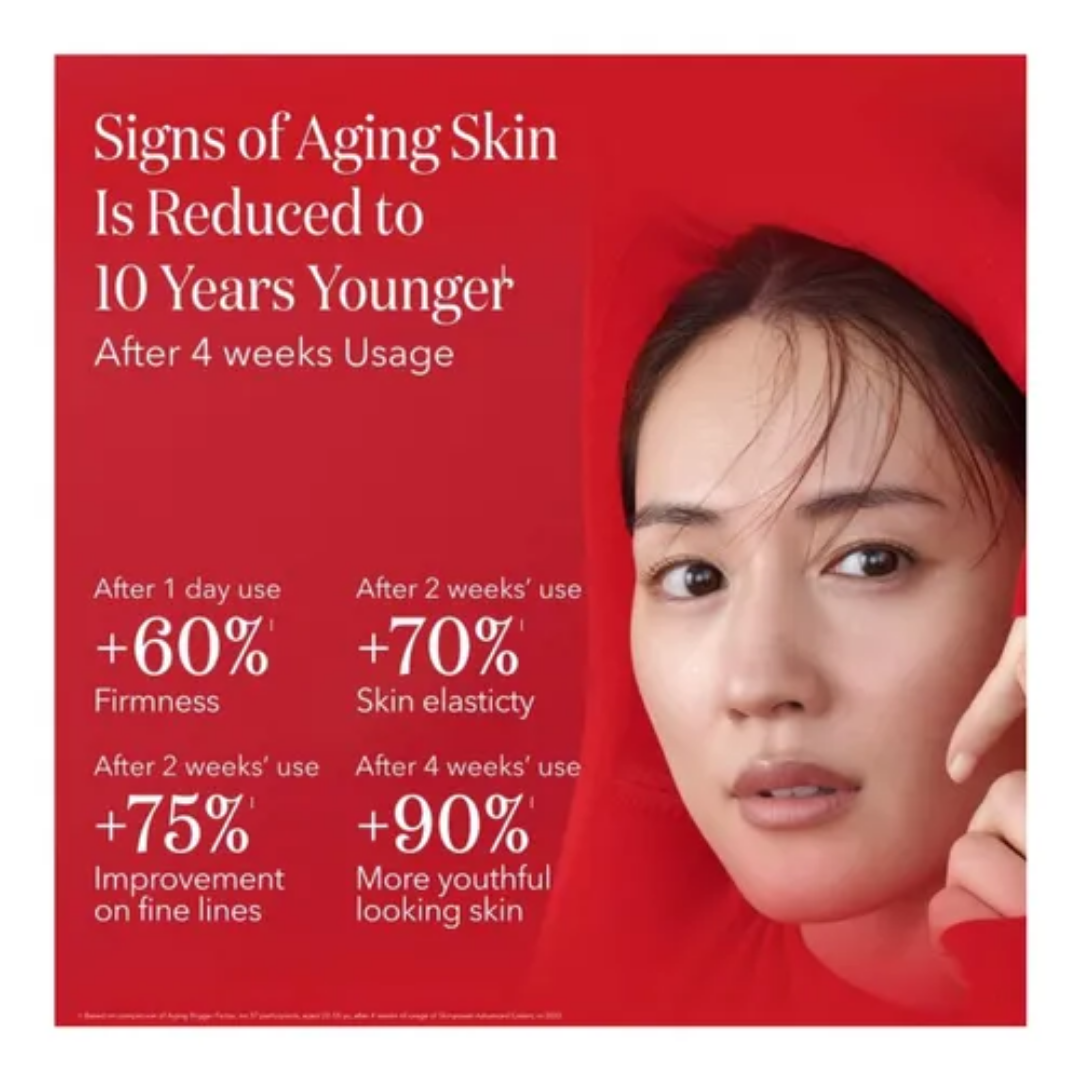 Signs of Aging Skin
Is Reduced to
10 Years Younger
After 4 weeks Usage
After 1 day use
+60%
Firmness
After 2 weeks' use
+70%
Skin elasticty
After 2 weeks' use
+75%
Improvement
on fine lines
After 4 weeks' use
+90%
More youthful
looking skin